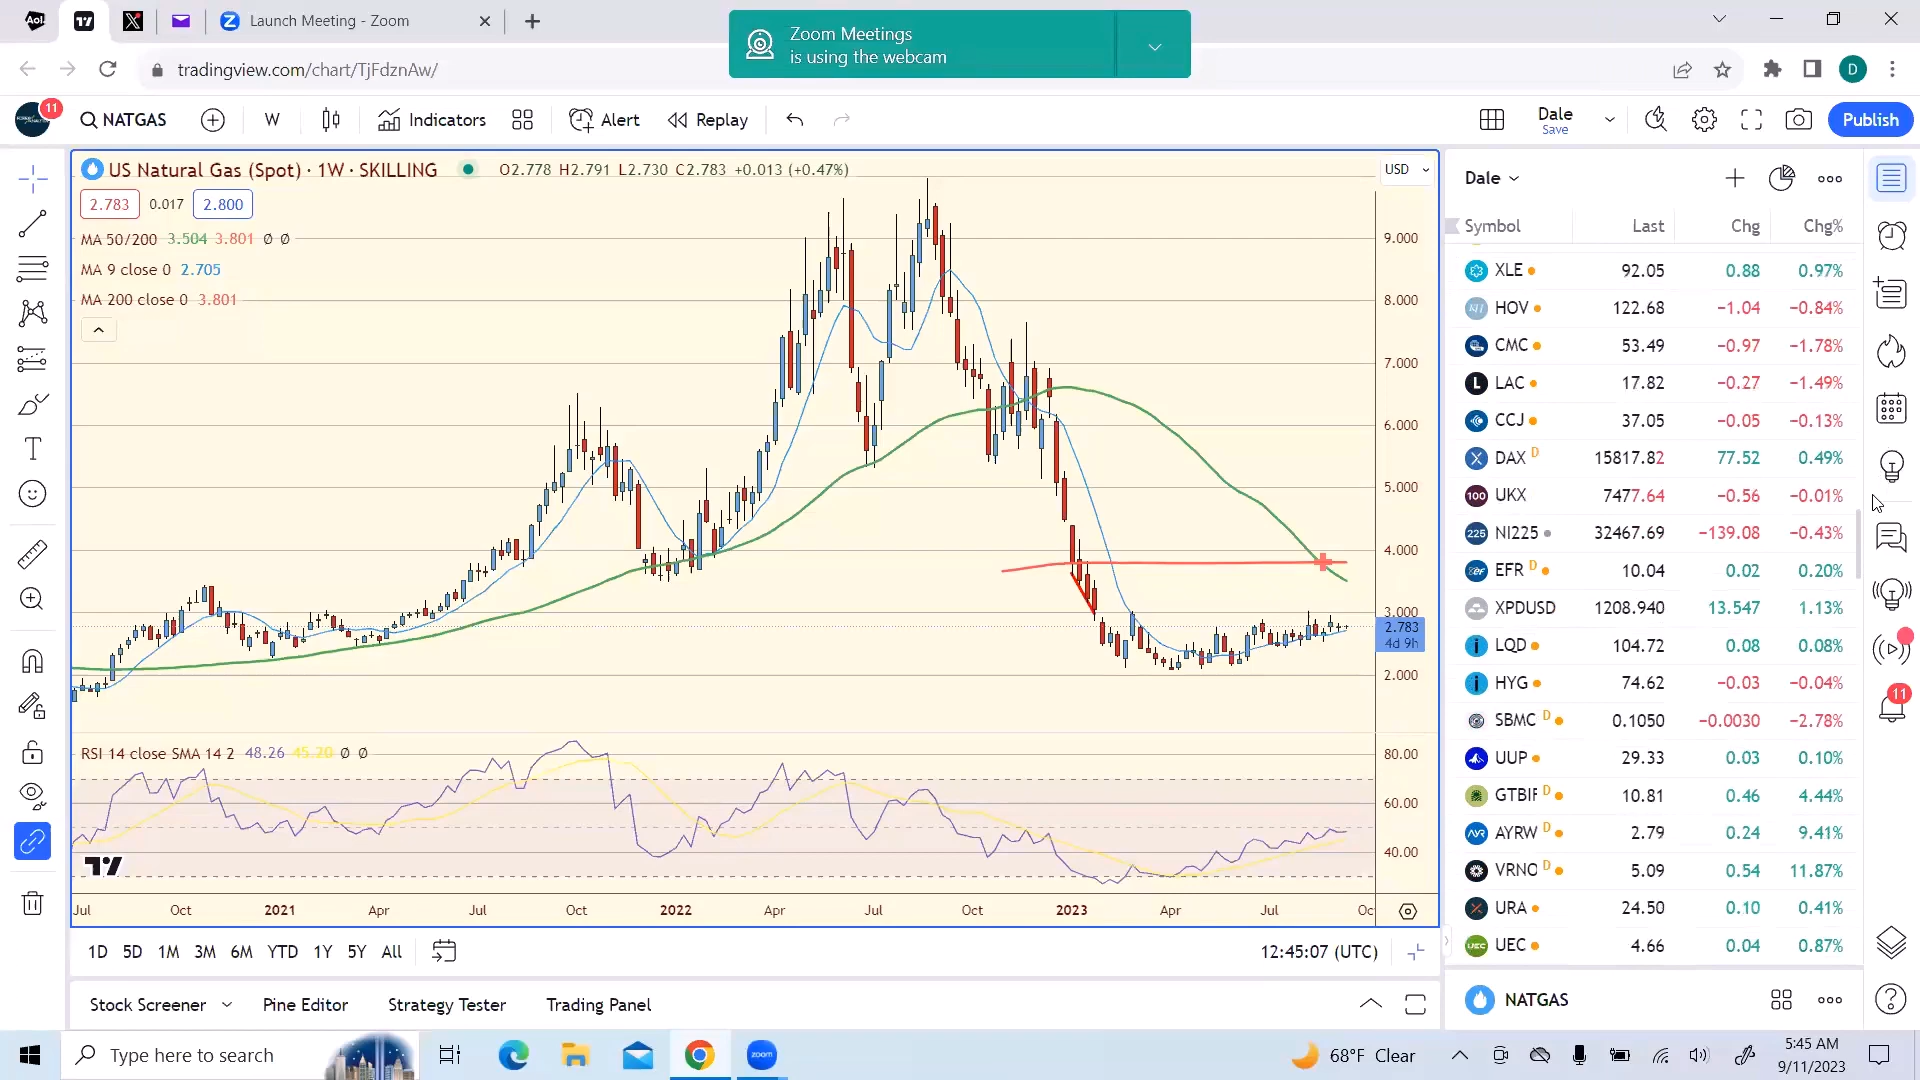 Aol.
Launch Meeting - Zoom
Zoom Meetings
is using the webcam
tradingview.com/chart/TjFdznAw/
D
11
NATGAS
W
Indicators
Alert
Replay
Dale
Save
Publish
US Natural Gas (Spot) · 1W · SKILLING
O2.778 H2.791 L2.730 C2.783 +0.013 (+0.47%)
USD
2.783 0.017 2.800
MA 50/200 3.504 3.801 Ø Ø
MA 9 close 0 2.705
MA 200 close 0 3.801
9.000
8.000
7.000
6.000
5.000
4.000
3.000
2.783
4d 9h
2.000
RSI 14 close SMA 14 2 48.26 45.20 Ø Ø
80.00
60.00
40.00
Jul Oct 2021 Apr Jul Oct 2022 Apr Jul Oct 2023 Apr Jul Oc
1D 5D 1M 3M 6M YTD 1Y 5Y All
12:45:07 (UTC)
Stock Screener Pine Editor Strategy Tester Trading Panel
Dale
Symbol Last Chg Chg%
XLE 92.05 0.88 0.97%
HOV 122.68 −1.04 −0.84%
CMC 53.49 −0.97 −1.78%
LAC 17.82 −0.27 −1.49%
CCJ 37.05 −0.05 −0.13%
DAX D 15817.82 77.52 0.49%
UKX 7477.64 −0.56 −0.01%
NI225 32467.69 −139.08 −0.43%
EFR D 10.04 0.02 0.20%
XPDUSD 1208.940 13.547 1.13%
LQD 104.72 0.08 0.08%
HYG 74.62 −0.03 −0.04%
SBMC D 0.1050 −0.0030 −2.78%
UUP 29.33 0.03 0.10%
GTBIF D 10.81 0.46 4.44%
AYRW D 2.79 0.24 9.41%
VRNO D 5.09 0.54 11.87%
URA 24.50 0.10 0.41%
UEC 4.66 0.04 0.87%
NATGAS
11
Type here to search
zoom
68°F Clear
5:45 AM
9/11/2023